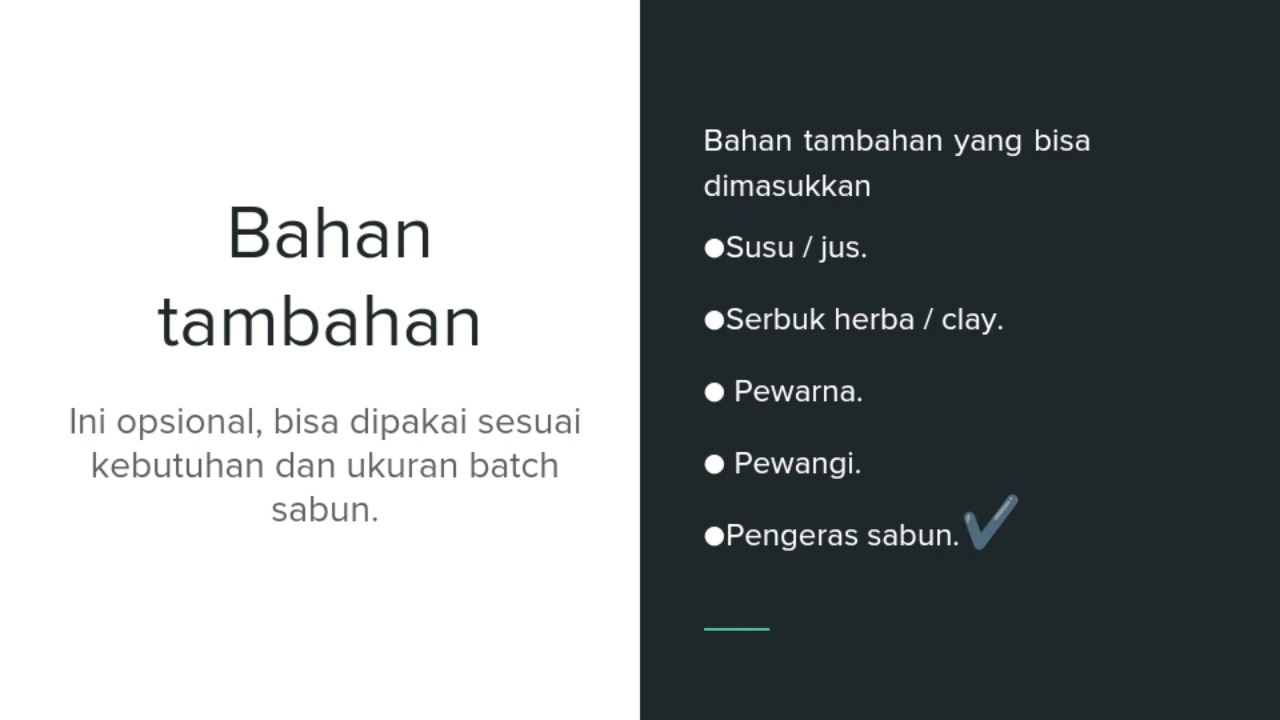 Bahan
tambahan
Ini opsional, bisa dipakai sesuai
kebutuhan dan ukuran batch
sabun.
Bahan tambahan yang bisa
dimasukkan
●Susu / jus.
●Serbuk herba / clay.
● Pewarna.
● Pewangi.
●Pengeras sabun.✔